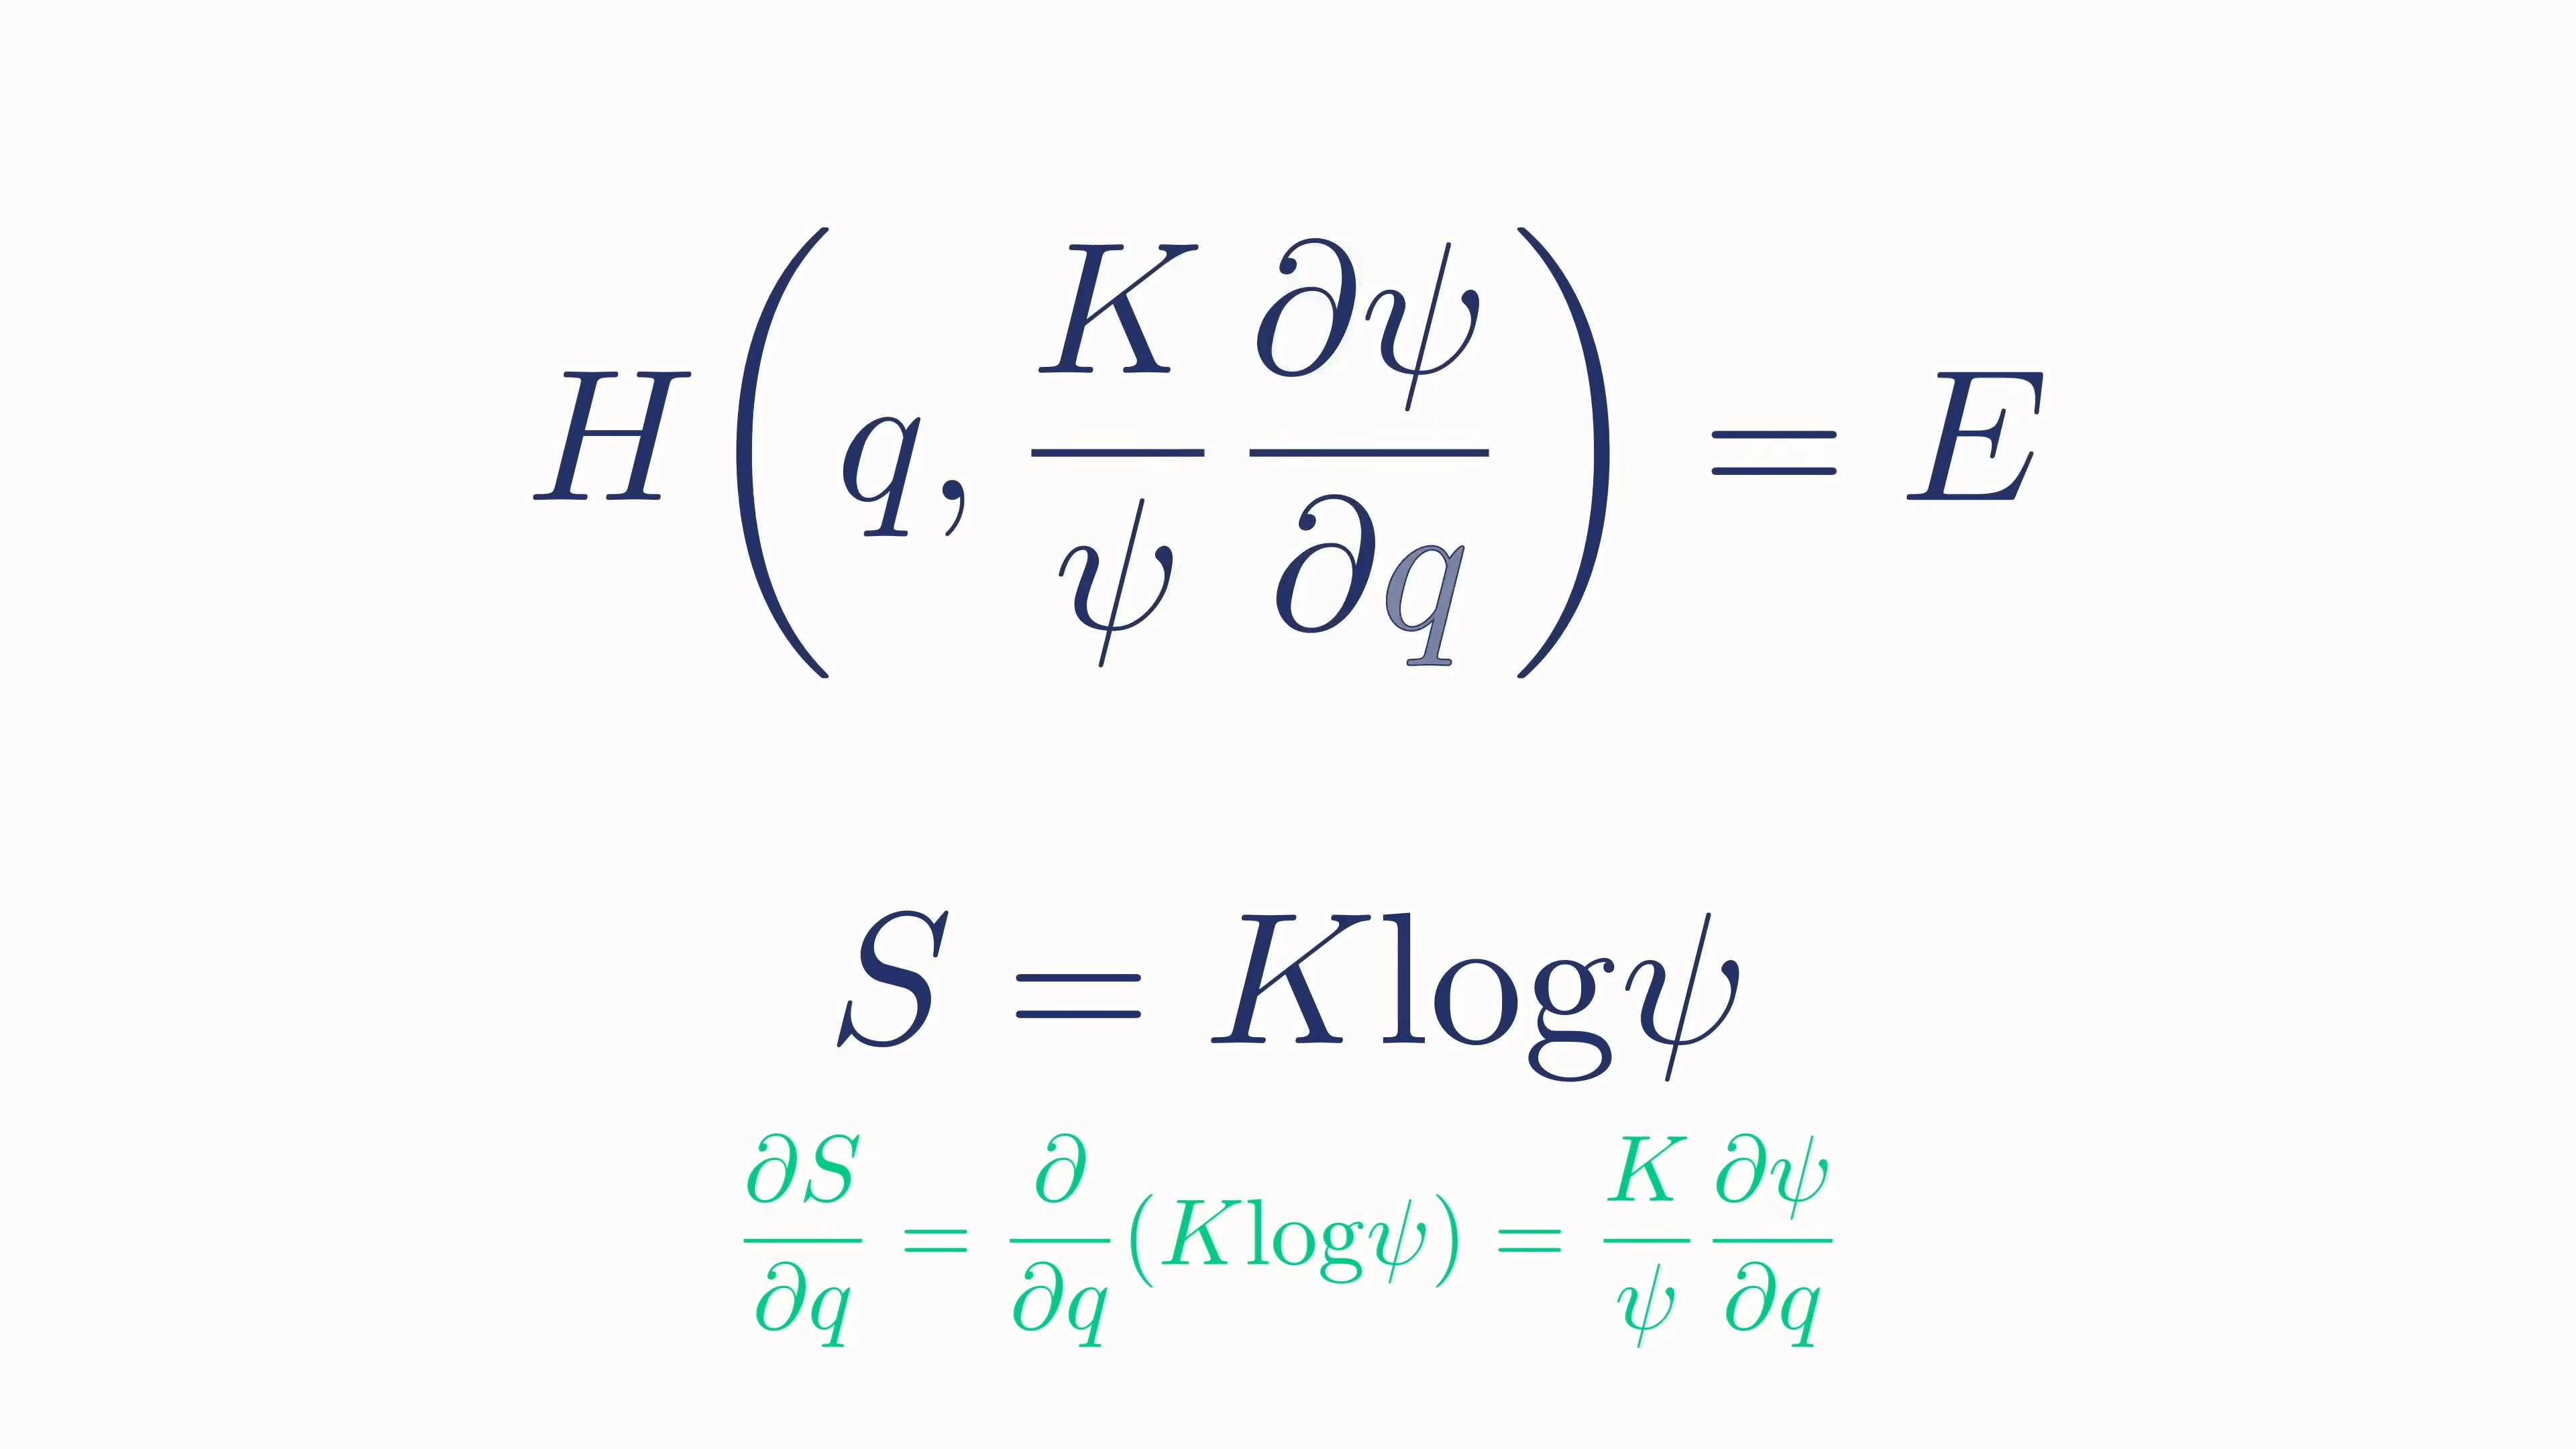 H(q, K/ψ ∂ψ/∂q) = E
S = K log ψ
∂S/∂q = ∂/∂q (K log ψ) = K/ψ ∂ψ/∂q